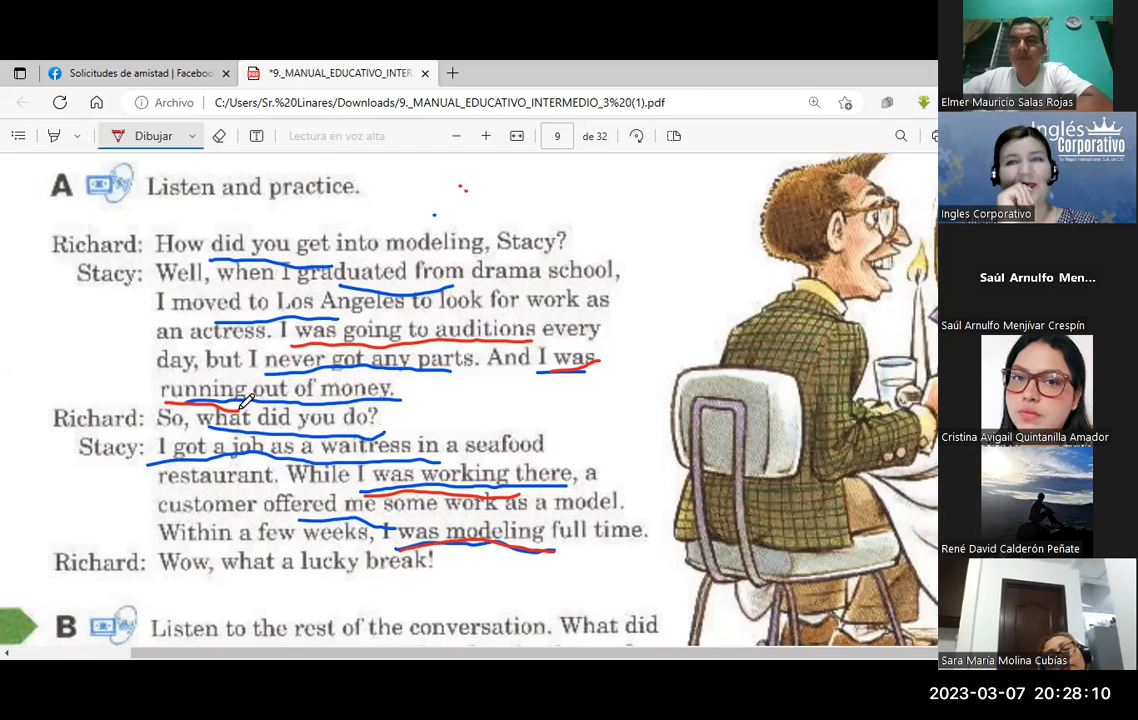 Solicitudes de amistad | Faceboo
*9._MANUAL_EDUCATIVO_INTER
Archivo
C:/Users/Sr.%20Linares/Downloads/9._MANUAL_EDUCATIVO_INTERMEDIO_3%20(1).pdf
Dibujar
Lectura en voz alta
9
de 32
A Listen and practice.
Richard: How did you get into modeling, Stacy?
Stacy: Well, when I graduated from drama school,
I moved to Los Angeles to look for work as
an actress. I was going to auditions every
day, but I never got any parts. And I was
running out of money.
Richard: So, what did you do?
Stacy: I got a job as a waitress in a seafood
restaurant. While I was working there, a
customer offered me some work as a model.
Within a few weeks, I was modeling full time.
Richard: Wow, what a lucky break!
B Listen to the rest of the conversation. What did
Elmer Mauricio Salas Rojas
Inglés
Corporativo
Ingles Corporativo
Saúl Arnulfo Men...
Saúl Arnulfo Menjívar Crespín
Cristina Avigail Quintanilla Amador
René David Calderón Peñate
Sara María Molina Cubías
2023-03-07 20:28:10